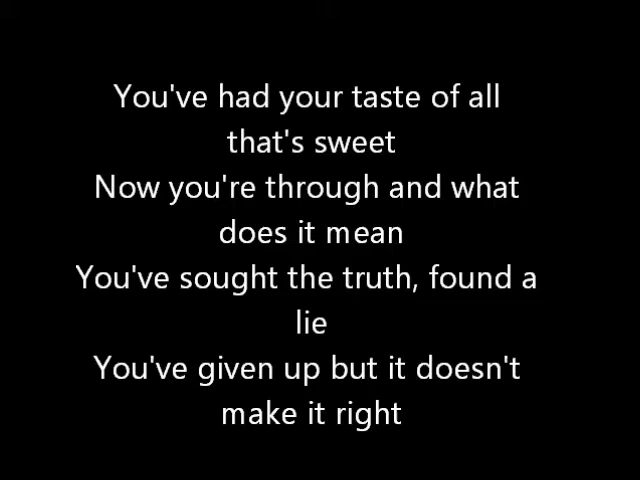 You've had your taste of all
that's sweet
Now you're through and what
does it mean
You've sought the truth, found a
lie
You've given up but it doesn't
make it right